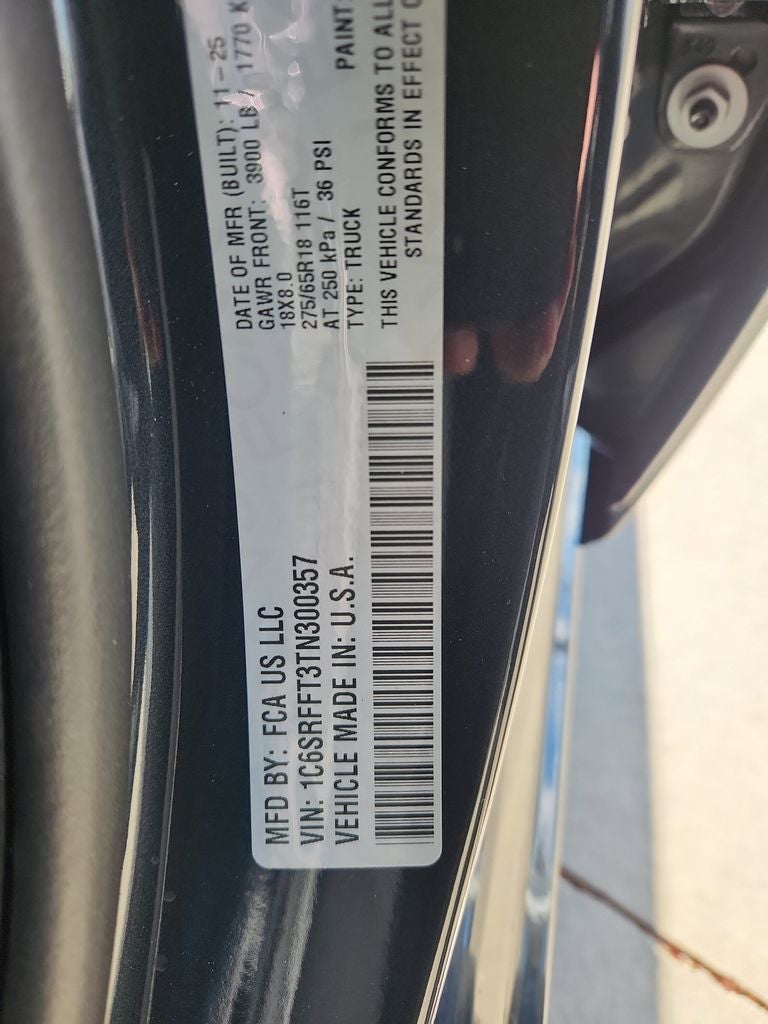 MFD BY: FCA US LLC
VIN: 1C6SRFFT3TN300357
VEHICLE MADE IN: U.S.A.
DATE OF MFR (BUILT): 11-25
GAWR FRONT: 3900 LB / 1770 K
18X8.0
275/65R18 116T
AT 250 kPa / 36 PSI
TYPE: TRUCK
PAINT:
THIS VEHICLE CONFORMS TO ALL
STANDARDS IN EFFECT